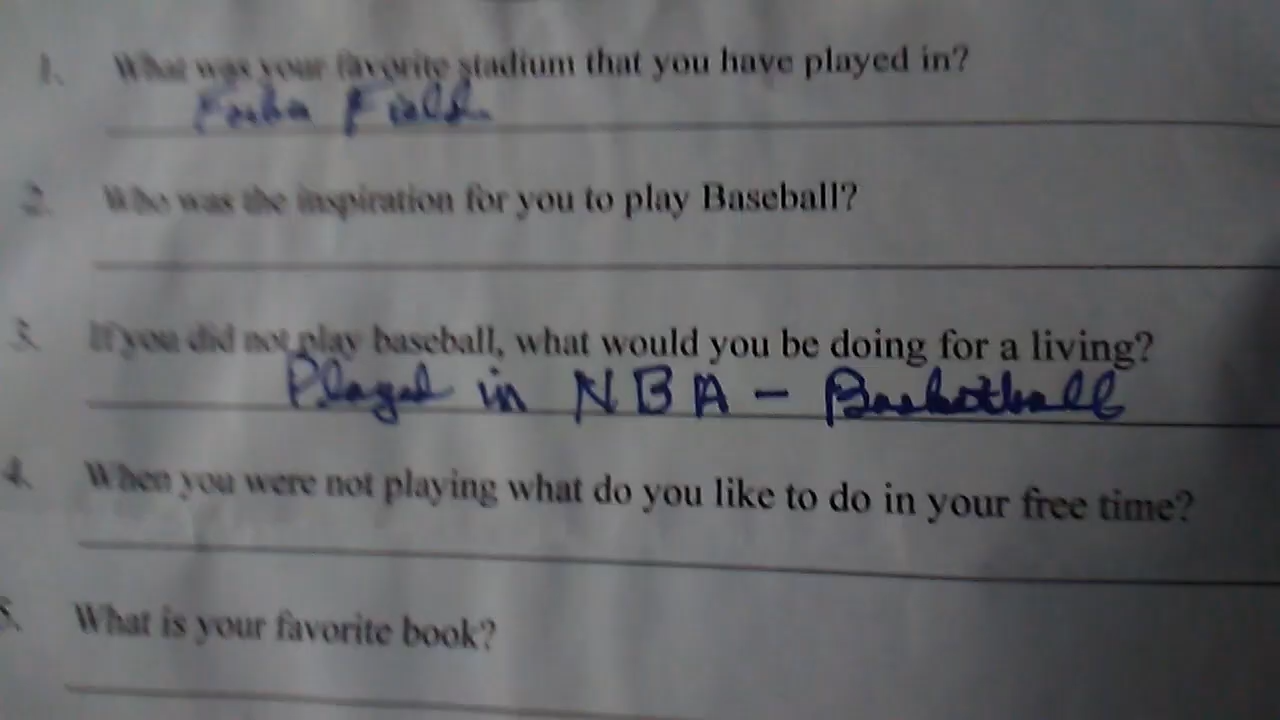 1. What was your favorite stadium that you have played in?
Field
2. Who was the inspiration for you to play Baseball?
3. If you did not play baseball, what would you be doing for a living?
Played in NBA - Basketball
4. When you were not playing what do you like to do in your free time?
5. What is your favorite book?